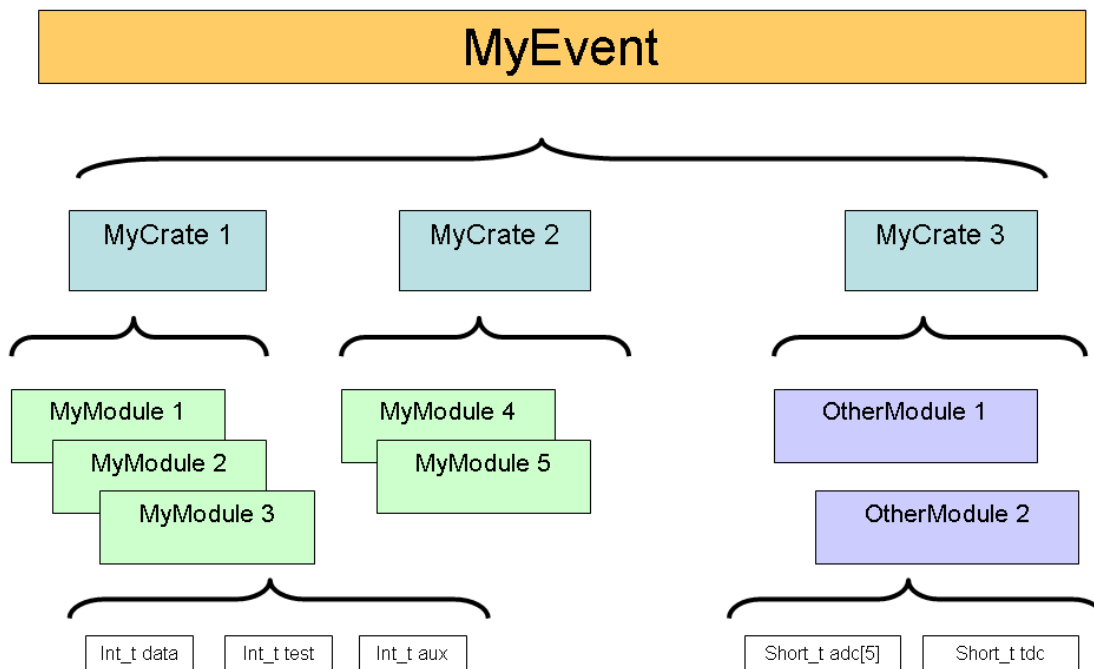 MyEvent
MyCrate 1
MyCrate 2
MyCrate 3
MyModule 1
MyModule 2
MyModule 3
MyModule 4
MyModule 5
OtherModule 1
OtherModule 2
Int_t data
Int_t test
Int_t aux
Short_t adc[5]
Short_t tdc